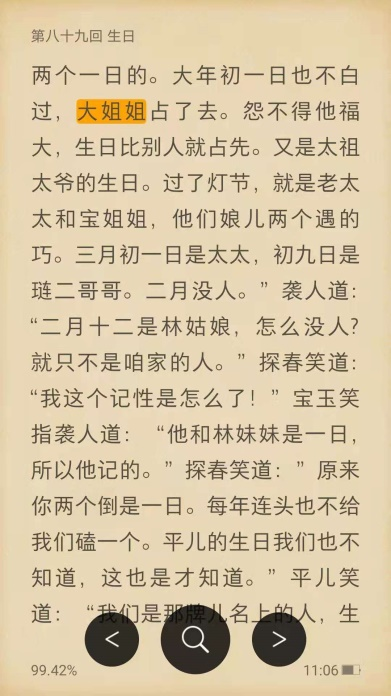 第八十九回 生日
两个一日的。大年初一日也不白
过，大姐姐占了去。怨不得他福
大，生日比别人就占先。又是太祖
太爷的生日。过了灯节，就是老太
太和宝姐姐，他们娘儿两个遇的
巧。三月初一日是太太，初九日是
琏二哥哥。二月没人。”袭人道：
“二月十二是林姑娘，怎么没人?
就只不是咱家的人。”探春笑道：
“我这个记性是怎么了！”宝玉笑
指袭人道：“他和林妹妹是一日，
所以他记的。”探春笑道：”原来
你两个倒是一日。每年连头也不给
我们磕一个。平儿的生日我们也不
知道，这也是才知道。”平儿笑
道：“我们是那牌儿名上的人，生
99.42%
11:06